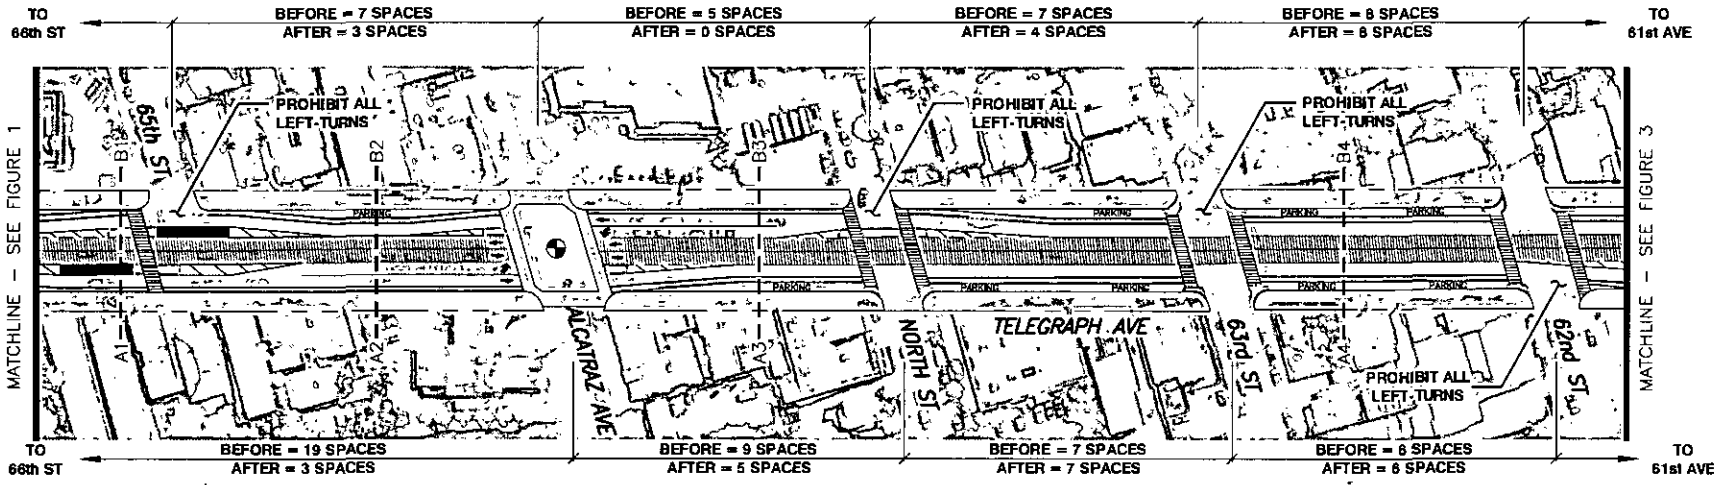 TO
66th ST
BEFORE = 7 SPACES
AFTER = 3 SPACES
BEFORE = 5 SPACES
AFTER = 0 SPACES
BEFORE = 7 SPACES
AFTER = 4 SPACES
BEFORE = 8 SPACES
AFTER = 8 SPACES
TO
61st AVE
MATCHLINE - SEE FIGURE 1
65th ST
PROHIBIT ALL
LEFT-TURNS
PROHIBIT ALL
LEFT-TURNS
PROHIBIT ALL
LEFT-TURNS
B1
B2
B3
B4
PARKING
PARKING
PARKING
PARKING
PARKING
PARKING
PARKING
PARKING
PARKING
A1
A2
A3
A4
ALCATRAZ AVE
NORTH ST
TELEGRAPH AVE
63rd ST
62nd ST
PROHIBIT ALL
LEFT-TURNS
MATCHLINE - SEE FIGURE 3
TO
66th ST
BEFORE = 19 SPACES
AFTER = 3 SPACES
BEFORE = 9 SPACES
AFTER = 5 SPACES
BEFORE = 7 SPACES
AFTER = 7 SPACES
BEFORE = 6 SPACES
AFTER = 6 SPACES
TO
61st AVE